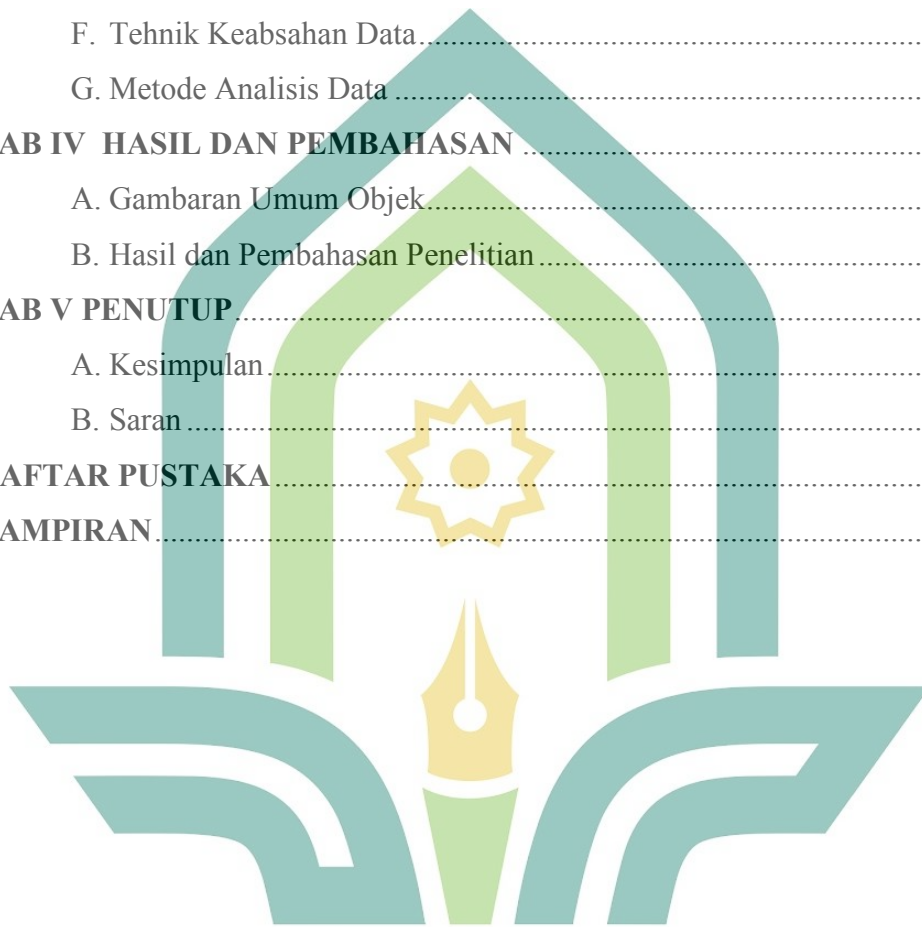 F. Tehnik Keabsahan Data........................................................
G. Metode Analisis Data ........................................................
AB IV HASIL DAN PEMBAHASAN ........................................................
A. Gambaran Umum Objek........................................................
B. Hasil dan Pembahasan Penelitian ........................................................
AB V PENUTUP........................................................
A. Kesimpulan........................................................
B. Saran ........................................................
AFTAR PUSTAKA........................................................
AMPIRAN........................................................